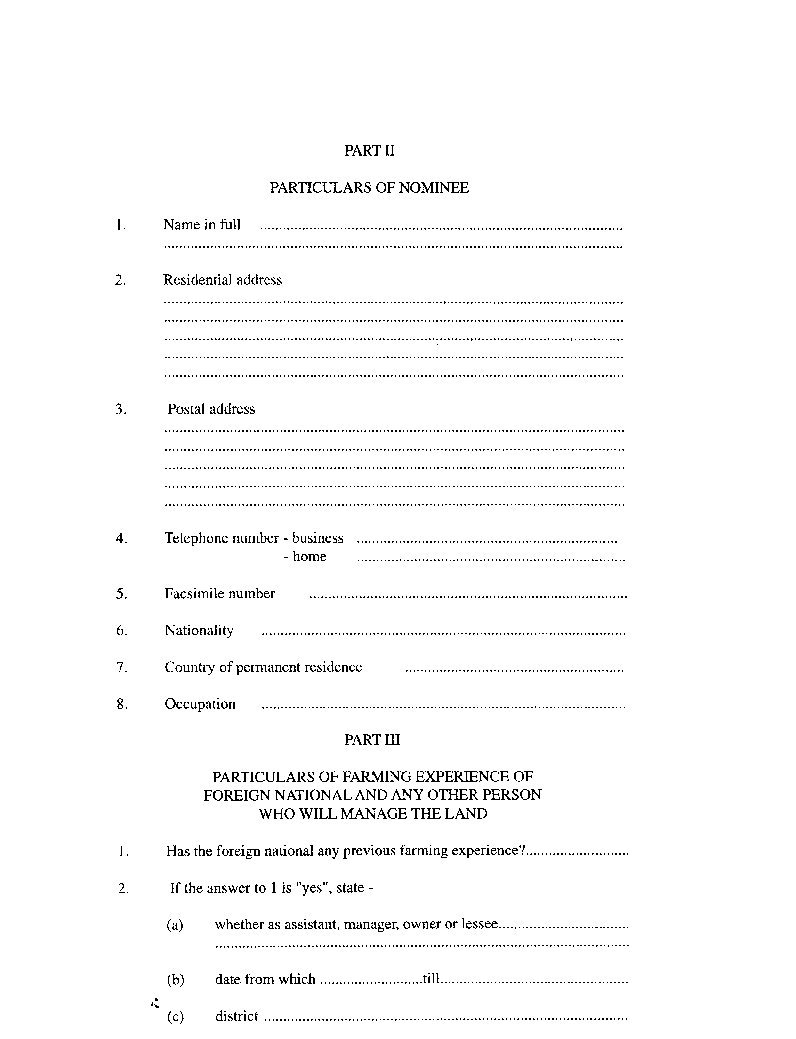 PART II
PARTICULARS OF NOMINEE
1. Name in full ....................................................................................................
....................................................................................................
2. Residential address
....................................................................................................
....................................................................................................
....................................................................................................
....................................................................................................
....................................................................................................
3. Postal address
....................................................................................................
....................................................................................................
....................................................................................................
....................................................................................................
....................................................................................................
4. Telephone number - business ....................................................................
- home ......................................................................
5. Facsimile number ....................................................................................
6. Nationality ................................................................................................
7. Country of permanent residence .........................................................
8. Occupation ................................................................................................
PART III
PARTICULARS OF FARMING EXPERIENCE OF
FOREIGN NATIONAL AND ANY OTHER PERSON
WHO WILL MANAGE THE LAND
1. Has the foreign national any previous farming experience?...........................
2. If the answer to 1 is "yes", state -
(a) whether as assistant, manager, owner or lessee..................................
....................................................................................................
(b) date from which ...........................till.................................................
(c) district ...............................................................................................